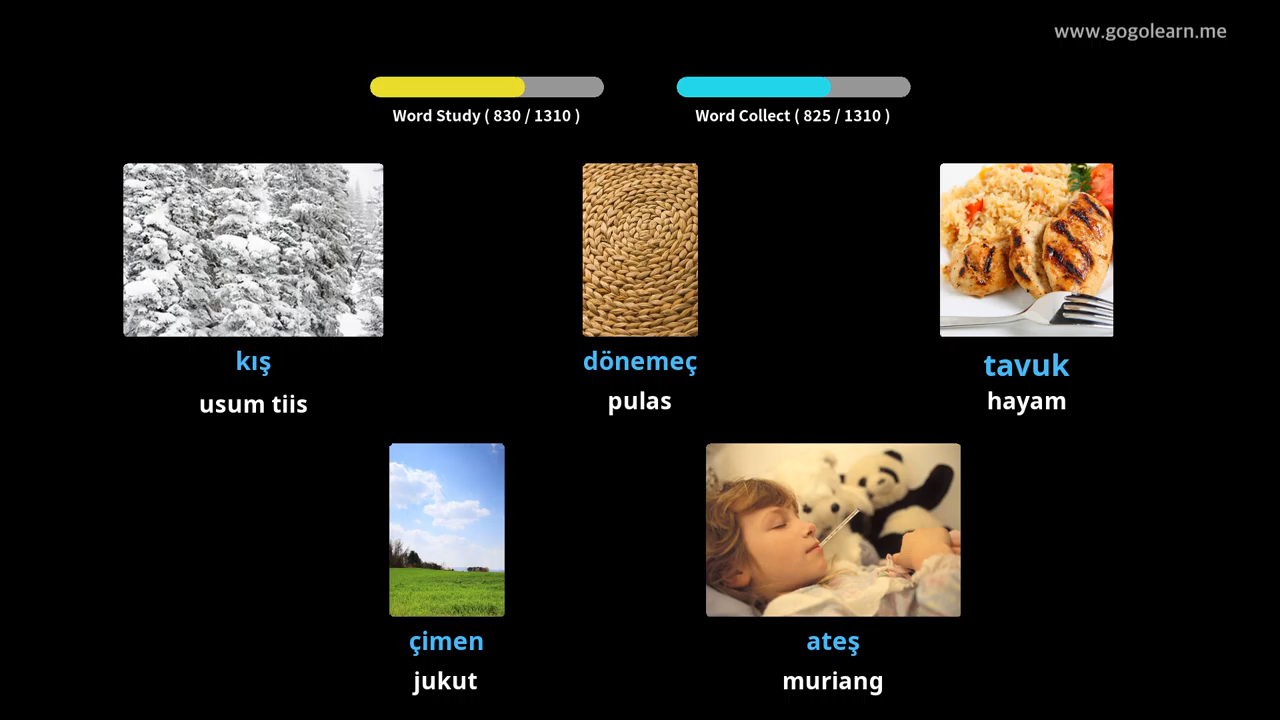 www.gogolearn.me
Word Study ( 830 / 1310 )
Word Collect ( 825 / 1310 )
kış
usum tiis
dönemeç
pulas
tavuk
hayam
çimen
jukut
ateş
muriang